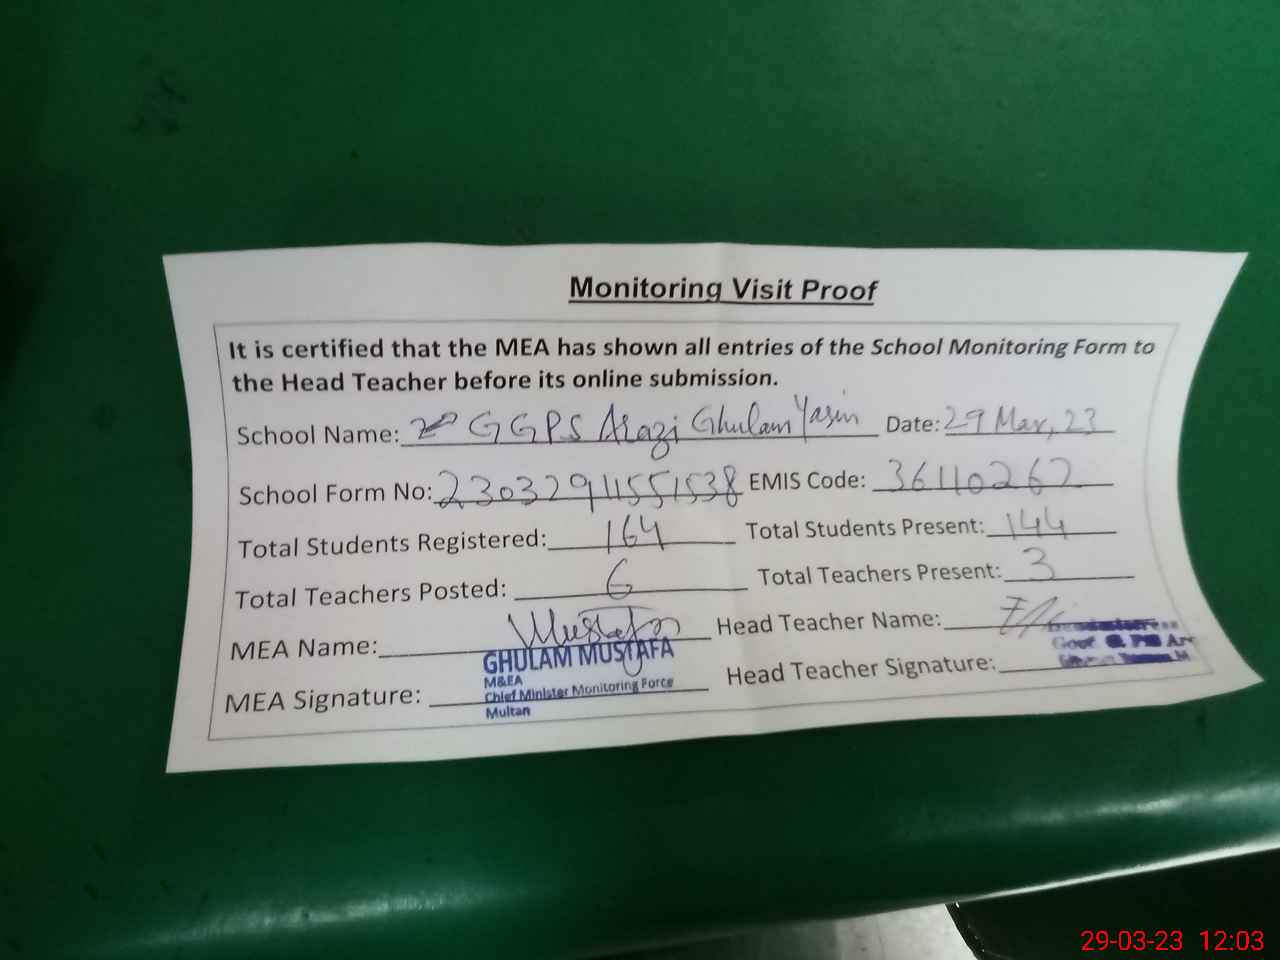 Monitoring Visit Proof
It is certified that the MEA has shown all entries of the School Monitoring Form to
the Head Teacher before its online submission.
School Name: GGPS Arazi Ghulam Yasin Date: 29 Mar, 23
School Form No: 230329115551538 EMIS Code: 36110262
Total Students Registered: 164 Total Students Present: 144
Total Teachers Posted: 6 Total Teachers Present: 3
MEA Name: Mustafa Head Teacher Name:
GHULAM MUSTAFA
M&EA
Chief Minister Monitoring Force
Multan
MEA Signature: Head Teacher Signature:
Govt. G. P/S
29-03-23 12:03